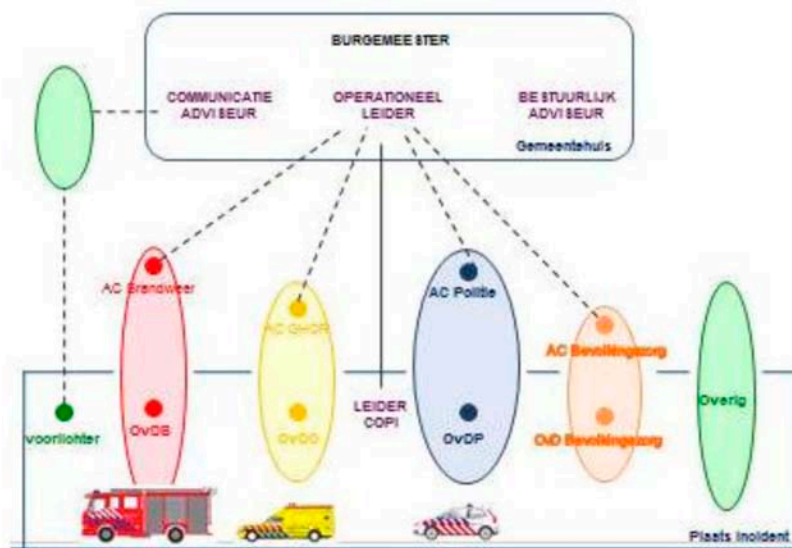 BURGEMEESTER
COMMUNICATIE
ADVISEUR
OPERATIONEEL
LEIDER
BESTUURLIJK
ADVISEUR
Gemeentehuis
AC Brandweer
AC GHOR
AC Politie
AC Bevolkingszorg
voorlichter
OvDB
OvDG
LEIDER
COPI
OvDP
OvD Bevolkingszorg
Overig
Plaats Incident